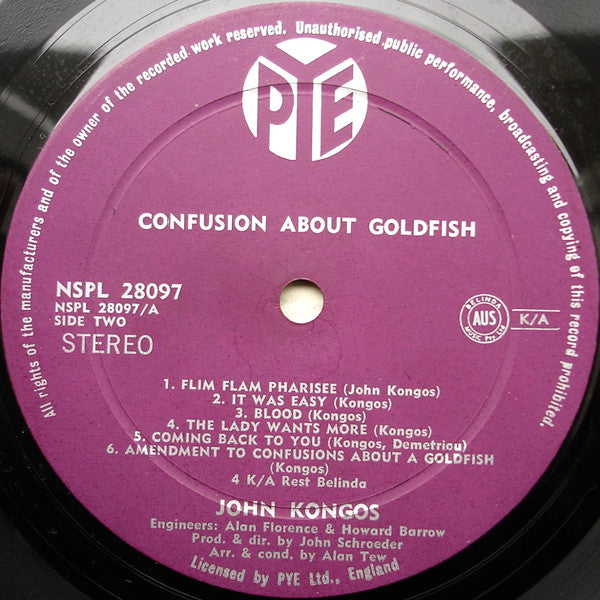 All rights of the manufacturers and of the owner of the recorded work reserved. Unauthorised public performance, broadcasting and copying of this record prohibited.
PYE
CONFUSION ABOUT GOLDFISH
NSPL 28097
NSPL 28097/A
SIDE TWO
STEREO
BELINDA
AUS
MUSIC Pty. Ltd
K/A
1. FLIM FLAM PHARISEE (John Kongos)
2. IT WAS EASY (Kongos)
3. BLOOD (Kongos)
4. THE LADY WANTS MORE (Kongos)
5. COMING BACK TO YOU (Kongos, Demetriou)
6. AMENDMENT TO CONFUSIONS ABOUT A GOLDFISH
(Kongos)
4 K/A Rest Belinda
JOHN KONGOS
Engineers: Alan Florence & Howard Barrow
Prod. & dir. by John Schroeder
Arr. & cond. by Alan Tew
Licensed by PYE Ltd., England